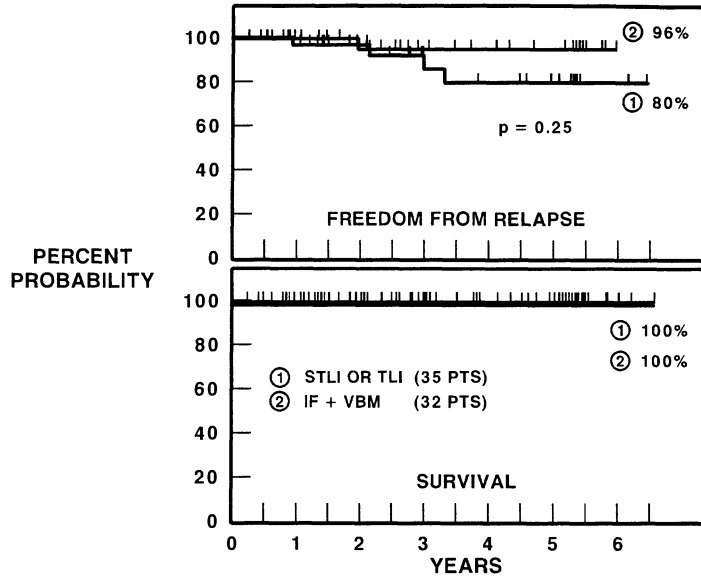 100
80
60
40
20
0
② 96%
① 80%
p = 0.25
FREEDOM FROM RELAPSE
PERCENT
PROBABILITY
100
80
60
40
20
0
① 100%
② 100%
① STLI OR TLI (35 PTS)
② IF + VBM (32 PTS)
SURVIVAL
0 1 2 3 4 5 6
YEARS